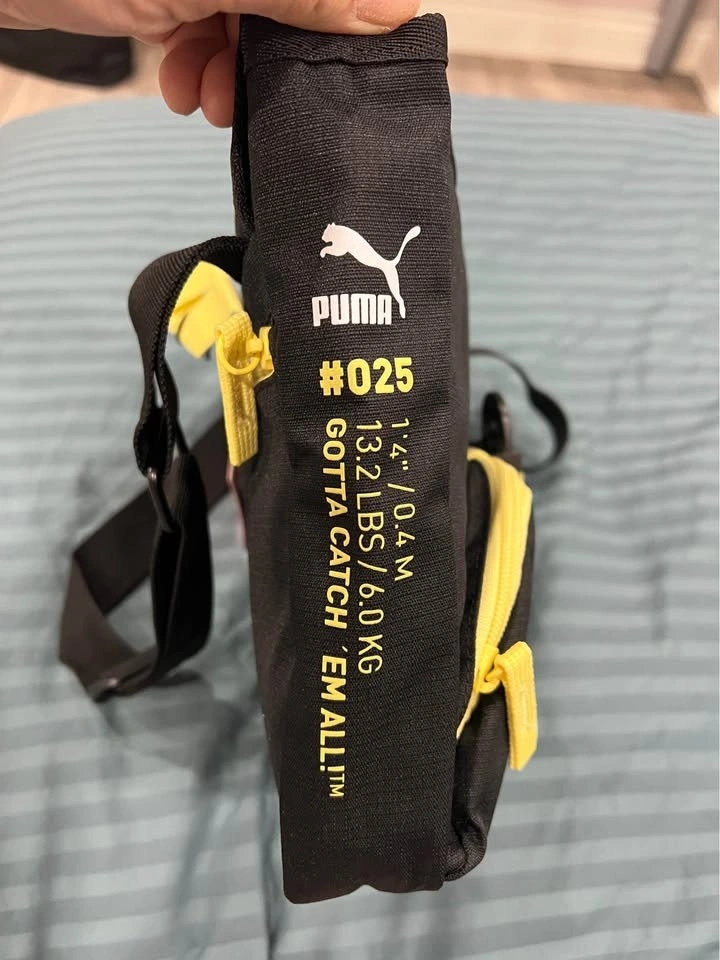 PUMA
#025
1'4" / 0.4 M
13.2 LBS / 6.0 KG
GOTTA CATCH ´EM ALL!™